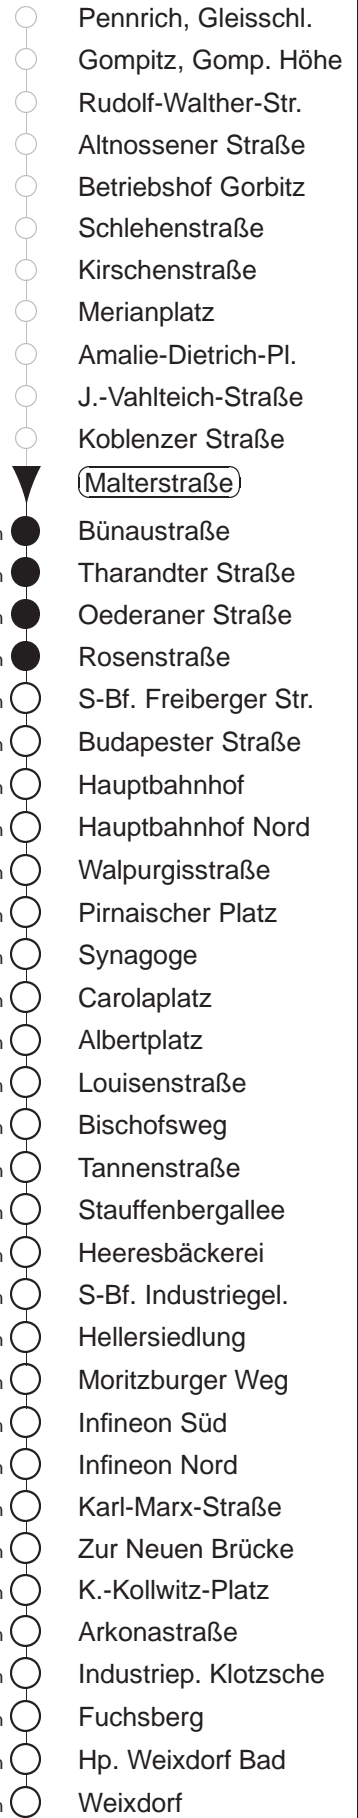 Pennrich, Gleisschl.
Gompitz, Gomp. Höhe
Rudolf-Walther-Str.
Altnossener Straße
Betriebshof Gorbitz
Schlehenstraße
Kirschenstraße
Merianplatz
Amalie-Dietrich-Pl.
J.-Vahlteich-Straße
Koblenzer Straße
Malterstraße
Bünaustraße
Tharandter Straße
Oederaner Straße
Rosenstraße
S-Bf. Freiberger Str.
Budapester Straße
Hauptbahnhof
Hauptbahnhof Nord
Walpurgisstraße
Pirnaischer Platz
Synagoge
Carolaplatz
Albertplatz
Louisenstraße
Bischofsweg
Tannenstraße
Stauffenbergallee
Heeresbäckerei
S-Bf. Industriegel.
Hellersiedlung
Moritzburger Weg
Infineon Süd
Infineon Nord
Karl-Marx-Straße
Zur Neuen Brücke
K.-Kollwitz-Platz
Arkonastraße
Industriep. Klotzsche
Fuchsberg
Hp. Weixdorf Bad
Weixdorf